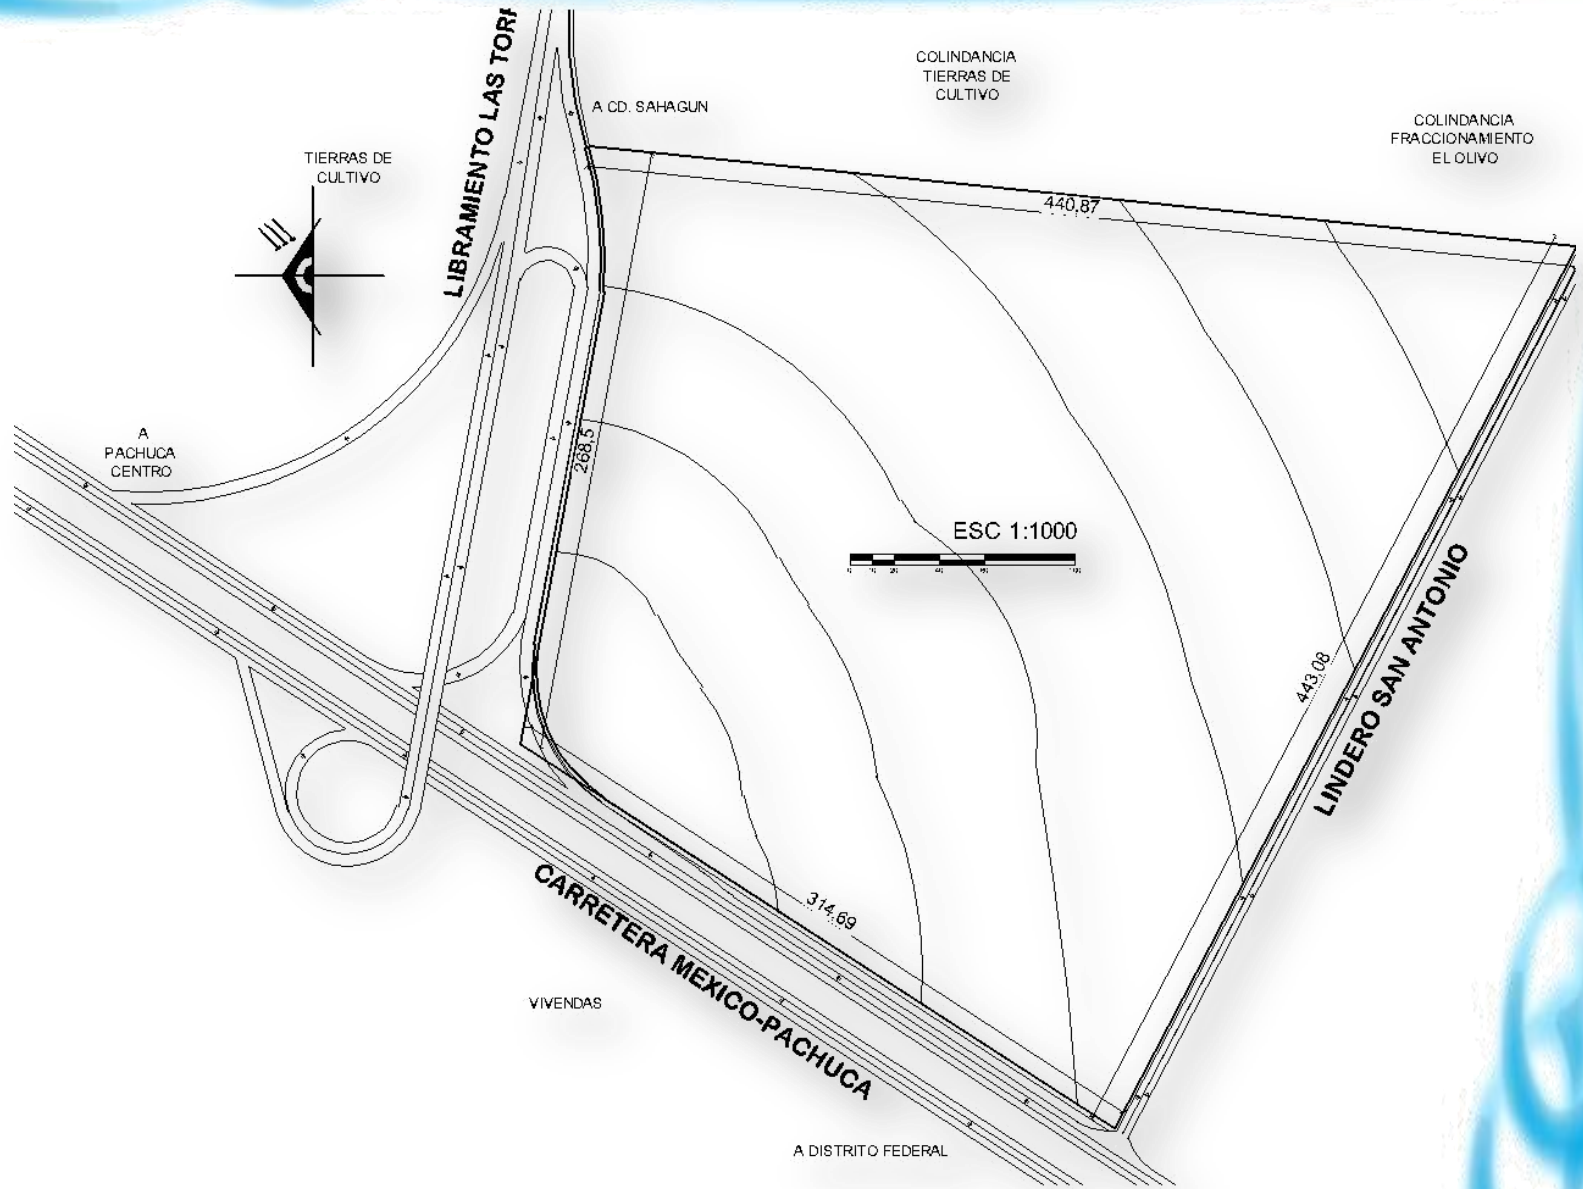 LIBRAMIENTO LAS TORR
COLINDANCIA
TIERRAS DE
CULTIVO
A CD. SAHAGUN
COLINDANCIA
FRACCIONAMIENTO
EL OLIVO
TIERRAS DE
CULTIVO
440,87
A
PACHUCA
CENTRO
268,5
ESC 1:1000
LINDERO SAN ANTONIO
443,08
314,69
CARRETERA MEXICO-PACHUCA
VIVENDAS
A DISTRITO FEDERAL